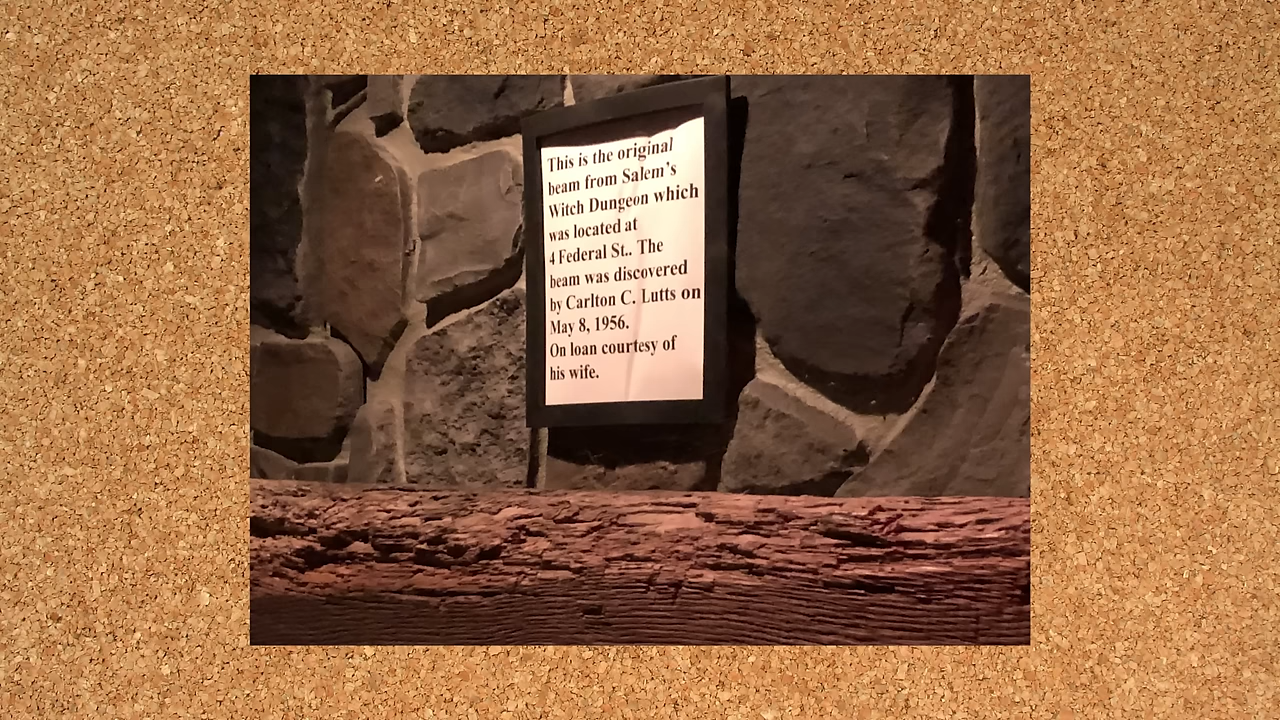 This is the original
beam from Salem's
Witch Dungeon which
was located at
4 Federal St.. The
beam was discovered
by Carlton C. Lutts on
May 8, 1956.
On loan courtesy of
his wife.